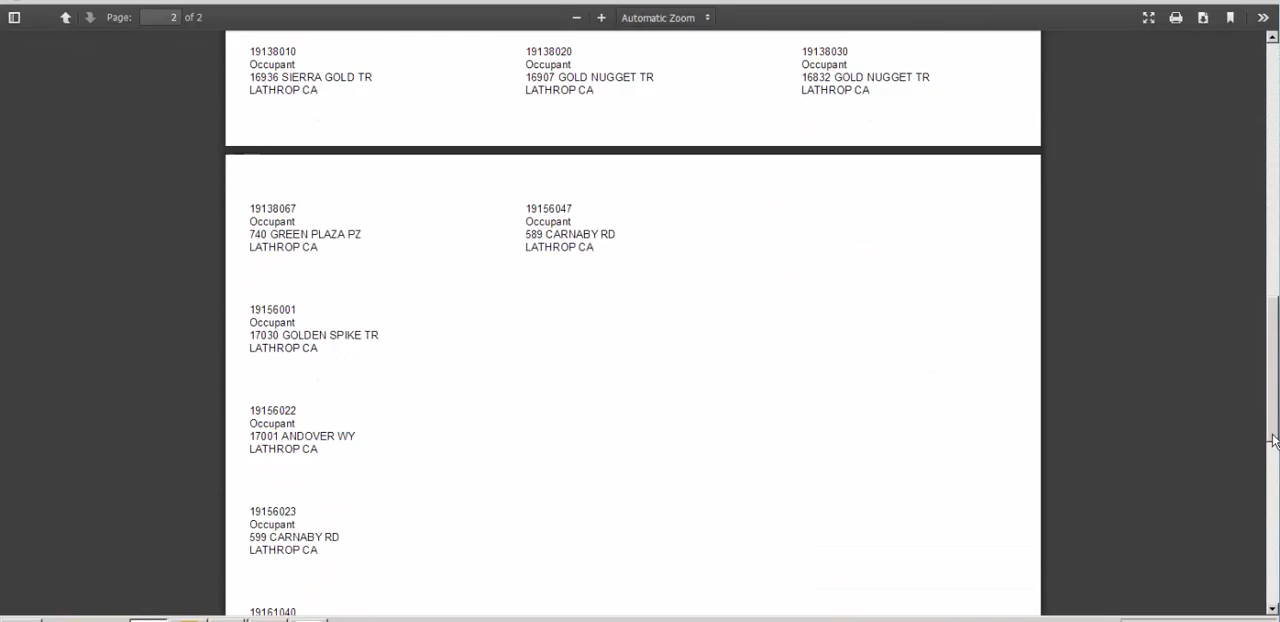 Page: 2 of 2 Automatic Zoom
19138010
Occupant
16936 SIERRA GOLD TR
LATHROP CA
19138020
Occupant
16907 GOLD NUGGET TR
LATHROP CA
19138030
Occupant
16832 GOLD NUGGET TR
LATHROP CA
19138067
Occupant
740 GREEN PLAZA PZ
LATHROP CA
19156047
Occupant
589 CARNABY RD
LATHROP CA
19156001
Occupant
17030 GOLDEN SPIKE TR
LATHROP CA
19156022
Occupant
17001 ANDOVER WY
LATHROP CA
19156023
Occupant
599 CARNABY RD
LATHROP CA
19161040